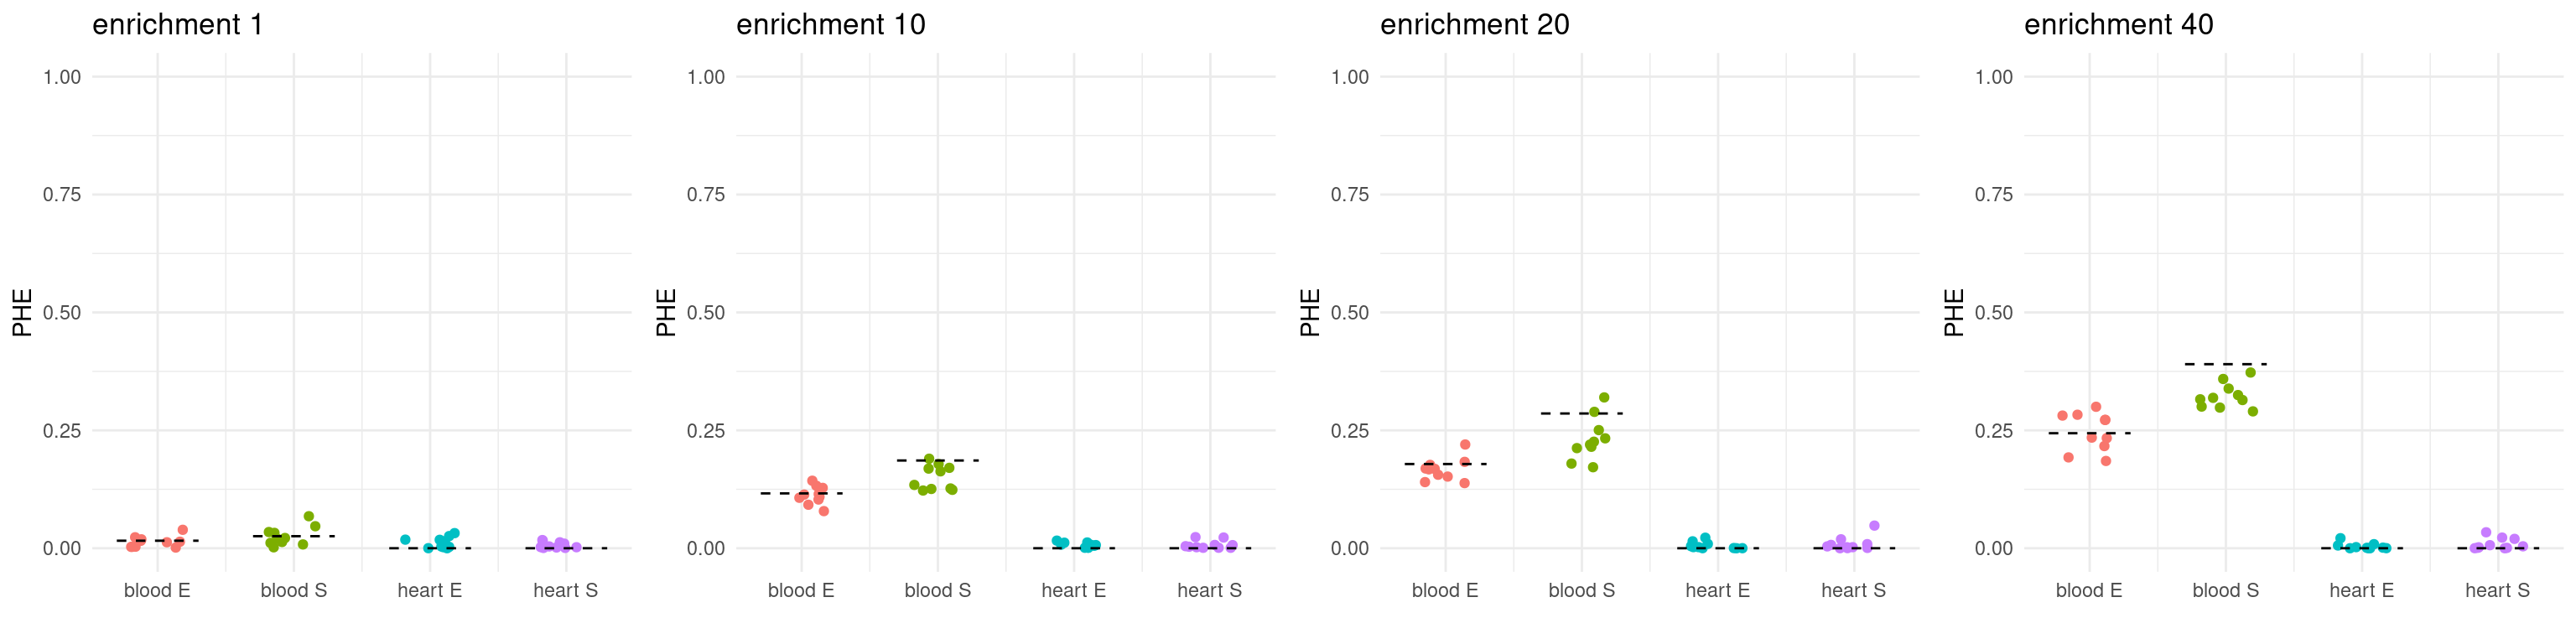 enrichment 1
PHE
1.00
0.75
0.50
0.25
0.00
blood E
blood S
heart E
heart S
enrichment 10
PHE
1.00
0.75
0.50
0.25
0.00
blood E
blood S
heart E
heart S
enrichment 20
PHE
1.00
0.75
0.50
0.25
0.00
blood E
blood S
heart E
heart S
enrichment 40
PHE
1.00
0.75
0.50
0.25
0.00
blood E
blood S
heart E
heart S